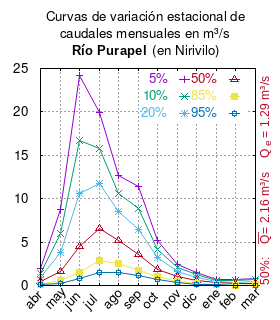 Curvas de variación estacional de
caudales mensuales en m³/s
Río Purapel (en Nirivilo)
25
20
15
10
5
0
5% 50%
10% 85%
20% 95%
abr may jun jul ago sep oct nov dic ene feb mar
50%: Q= 2.16 m³/s Q e = 1.29 m³/s